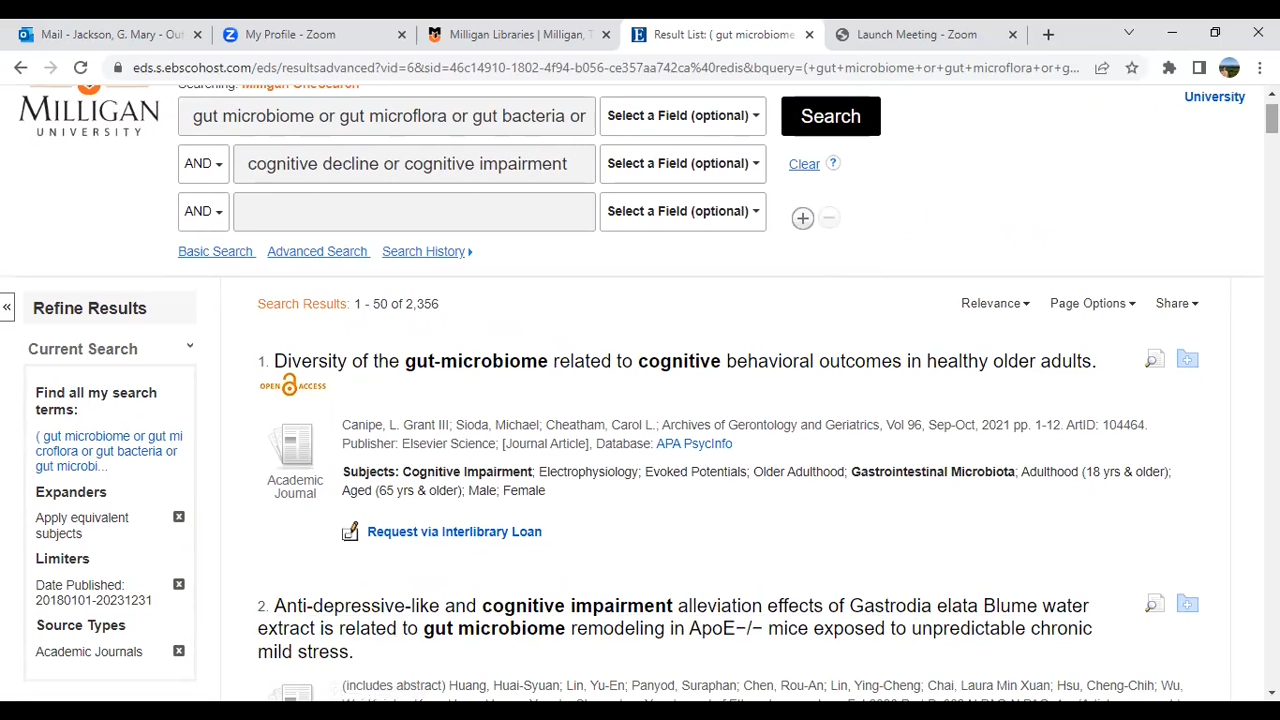 Mail - Jackson, G. Mary - Out
My Profile - Zoom
Milligan Libraries | Milligan, T
Result List: ( gut microbiome
Launch Meeting - Zoom
eds.s.ebscohost.com/eds/resultsadvanced?vid=6&sid=46c14910-1802-4f94-b056-ce357aa742ca%40redis&bquery=(+gut+microbiome+or+gut+microflora+or+g...
Searching: Milligan OneSearch
MILLIGAN
UNIVERSITY
University
gut microbiome or gut microflora or gut bacteria or
Select a Field (optional)
Search
AND
cognitive decline or cognitive impairment
Select a Field (optional)
Clear ?
AND
Select a Field (optional)
Basic Search Advanced Search Search History
Refine Results
Current Search
Find all my search
terms:
( gut microbiome or gut mi
croflora or gut bacteria or
gut microbi...
Expanders
Apply equivalent
subjects
Limiters
Date Published:
20180101-20231231
Source Types
Academic Journals
Search Results: 1 - 50 of 2,356
Relevance Page Options Share
1. Diversity of the gut-microbiome related to cognitive behavioral outcomes in healthy older adults.
OPEN ACCESS
Academic
Journal
Canipe, L. Grant III; Sioda, Michael; Cheatham, Carol L.; Archives of Gerontology and Geriatrics, Vol 96, Sep-Oct, 2021 pp. 1-12. ArtID: 104464.
Publisher: Elsevier Science; [Journal Article], Database: APA PsycInfo
Subjects: Cognitive Impairment; Electrophysiology; Evoked Potentials; Older Adulthood; Gastrointestinal Microbiota; Adulthood (18 yrs & older);
Aged (65 yrs & older); Male; Female
Request via Interlibrary Loan
2. Anti-depressive-like and cognitive impairment alleviation effects of Gastrodia elata Blume water
extract is related to gut microbiome remodeling in ApoE−/− mice exposed to unpredictable chronic
mild stress.
(includes abstract) Huang, Huai-Syuan; Lin, Yu-En; Panyod, Suraphan; Chen, Rou-An; Lin, Ying-Cheng; Chai, Laura Min Xuan; Hsu, Cheng-Chih; Wu,